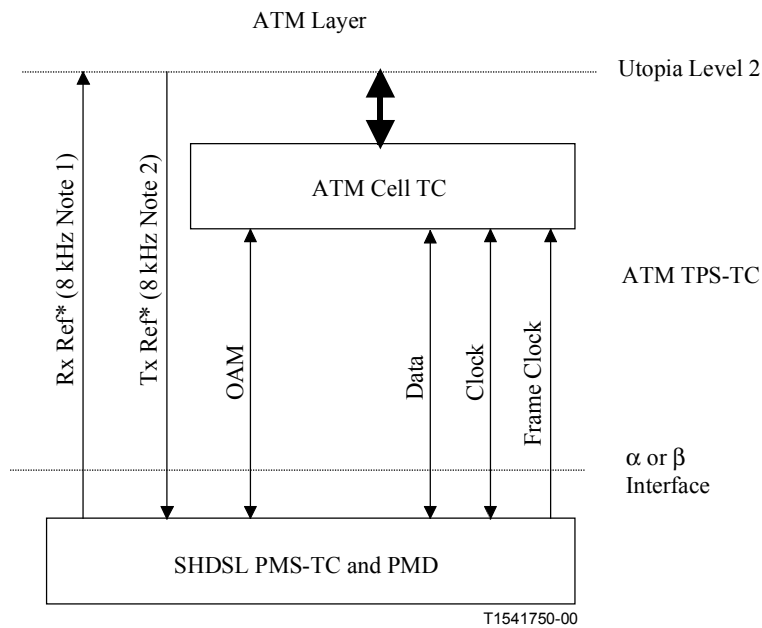 ATM Layer
Utopia Level 2
ATM Cell TC
Rx Ref* (8 kHz Note 1)
Tx Ref* (8 kHz Note 2)
OAM
Data
Clock
Frame Clock
ATM TPS-TC
α or β
Interface
SHDSL PMS-TC and PMD
T1541750-00